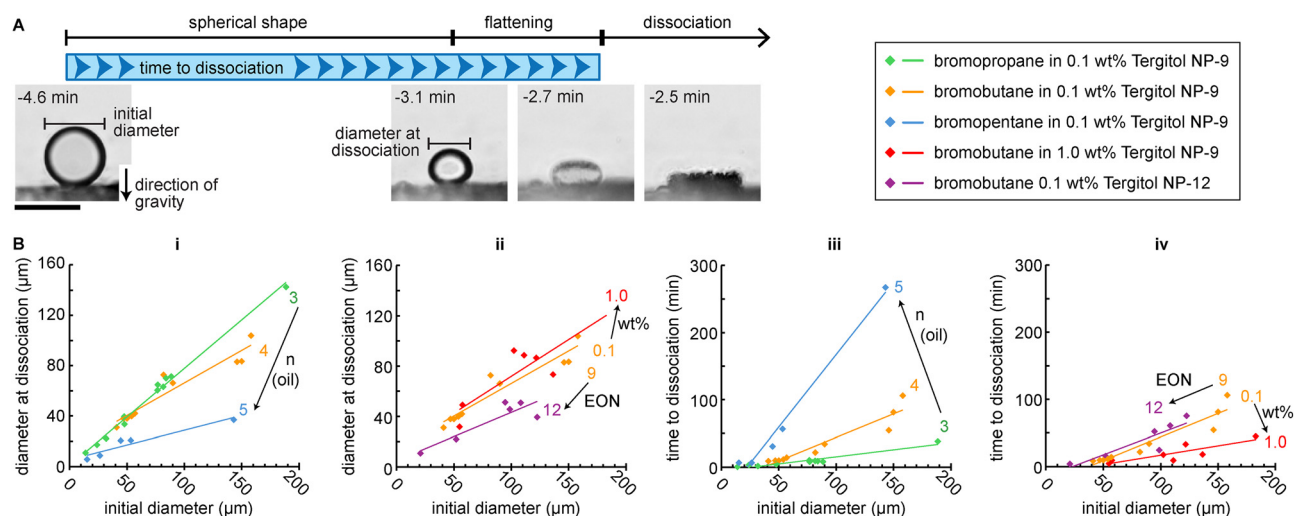 A
spherical shape
flattening
dissociation
time to dissociation
-4.6 min
initial
diameter
direction of
gravity
-3.1 min
diameter at
dissociation
-2.7 min
-2.5 min
bromopropane in 0.1 wt% Tergitol NP-9
bromobutane in 0.1 wt% Tergitol NP-9
bromopentane in 0.1 wt% Tergitol NP-9
bromobutane in 1.0 wt% Tergitol NP-9
bromobutane 0.1 wt% Tergitol NP-12
B
i
diameter at dissociation (µm)
160
120
80
40
0
3
4
5
n
(oil)
0
50
100
150
200
initial diameter (µm)
ii
diameter at dissociation (µm)
160
120
80
40
0
1.0
wt%
0.1
9
EON
12
0
50
100
150
200
initial diameter (µm)
iii
time to dissociation (min)
300
200
100
0
5
n
(oil)
4
3
0
50
100
150
200
initial diameter (µm)
iv
time to dissociation (min)
300
200
100
0
EON
9
12
0.1
wt%
1.0
0
50
100
150
200
initial diameter (µm)